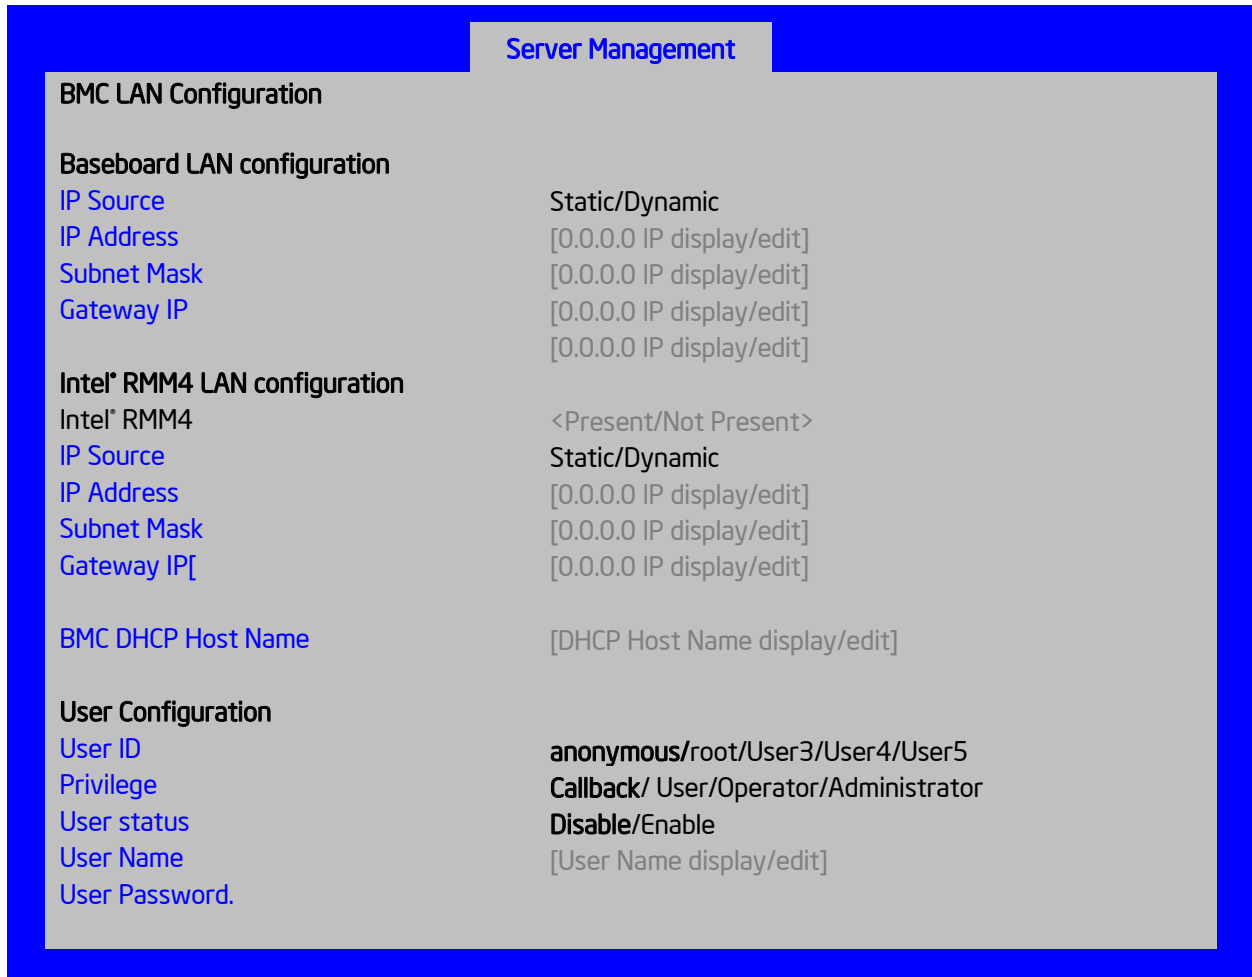 Server Management
BMC LAN Configuration
Baseboard LAN configuration
IP Source Static/Dynamic
IP Address [0.0.0.0 IP display/edit]
Subnet Mask [0.0.0.0 IP display/edit]
Gateway IP [0.0.0.0 IP display/edit]
[0.0.0.0 IP display/edit]
Intel® RMM4 LAN configuration
Intel® RMM4 <Present/Not Present>
IP Source Static/Dynamic
IP Address [0.0.0.0 IP display/edit]
Subnet Mask [0.0.0.0 IP display/edit]
Gateway IP[ [0.0.0.0 IP display/edit]
BMC DHCP Host Name [DHCP Host Name display/edit]
User Configuration
User ID anonymous/root/User3/User4/User5
Privilege Callback/ User/Operator/Administrator
User status Disable/Enable
User Name [User Name display/edit]
User Password.